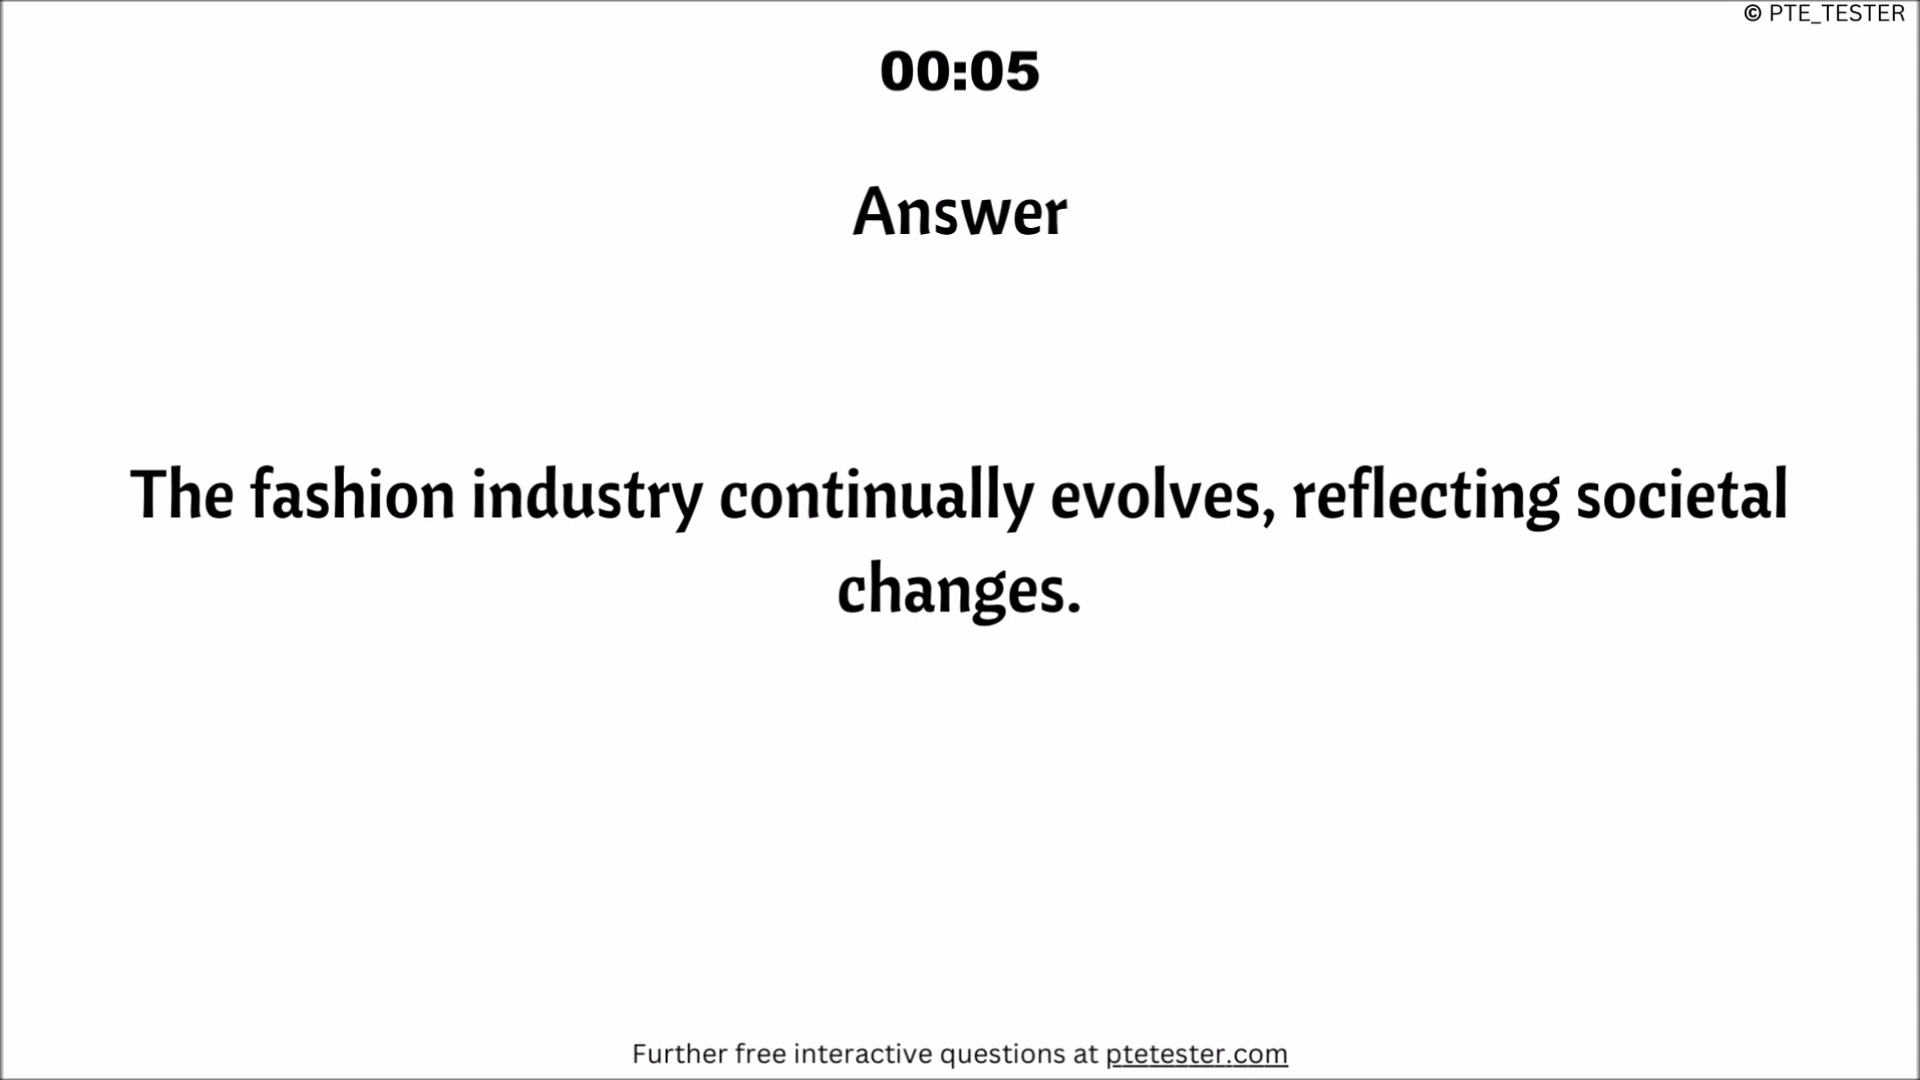 © PTE_TESTER
00:05
Answer
The fashion industry continually evolves, reflecting societal
changes.
Further free interactive questions at ptetester.com